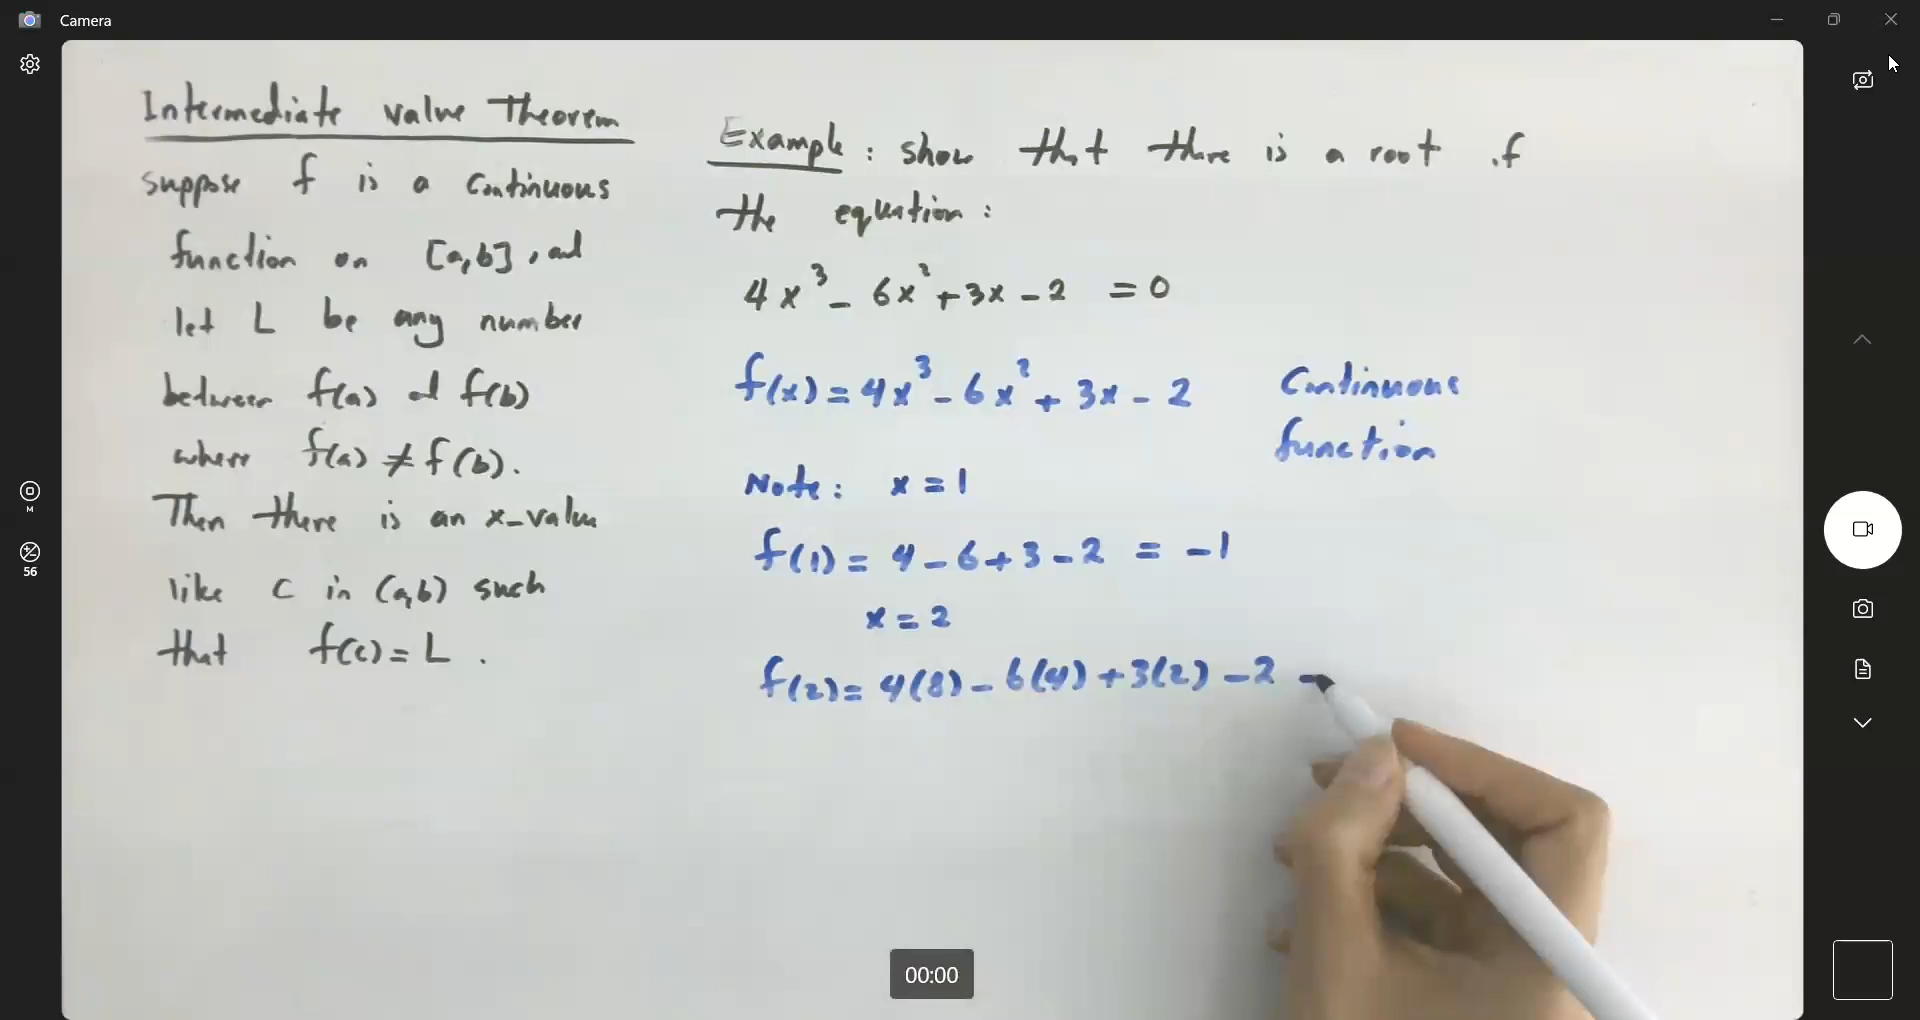 Camera
Intermediate value Theorem
suppose f is a continuous
function on [a,b], and
let L be any number
between f(a) and f(b)
where f(a) ≠ f(b).
Then there is an x-value
like c in (a,b) such
that f(c) = L .
Example : show that there is a root of
the equation :
4x³ - 6x² + 3x - 2 = 0
f(x) = 4x³ - 6x² + 3x - 2
Continuous
function
Note : x = 1
f(1) = 4 - 6 + 3 - 2 = -1
x = 2
f(2) = 4(8) - 6(4) + 3(2) - 2
M
56
00:00